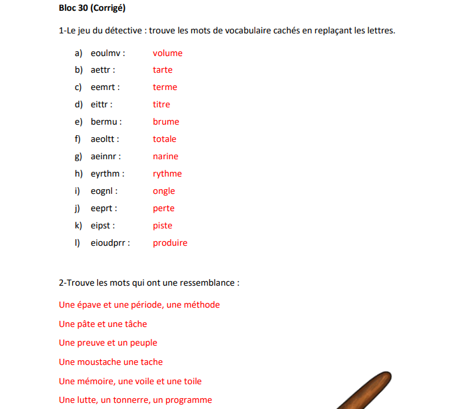 Bloc 30 (Corrigé)
1-Le jeu du détective : trouve les mots de vocabulaire cachés en replaçant les lettres.
a) eoulmv : volume
b) aettr : tarte
c) eemrt : terme
d) eittr : titre
e) bermu : brume
f) aeoltt : totale
g) aeinnr : narine
h) eyrthm : rythme
i) eognl : ongle
j) eeprt : perte
k) eipst : piste
l) eioudprr : produire
2-Trouve les mots qui ont une ressemblance :
Une épave et une période, une méthode
Une pâte et une tâche
Une preuve et un peuple
Une moustache une tache
Une mémoire, une voile et une toile
Une lutte, un tonnerre, un programme